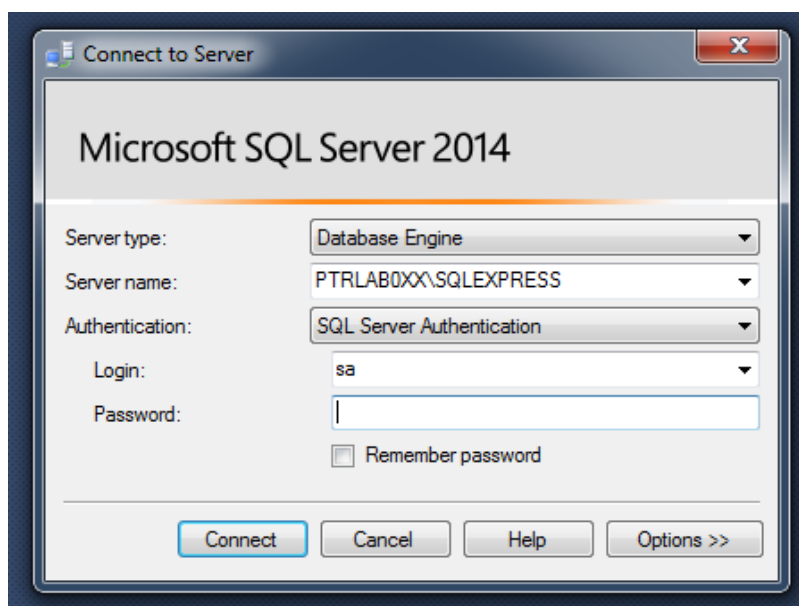 Connect to Server
Microsoft SQL Server 2014
Server type: Database Engine
Server name: PTRLAB0XX\SQLEXPRESS
Authentication: SQL Server Authentication
Login: sa
Password:
Remember password
Connect Cancel Help Options >>